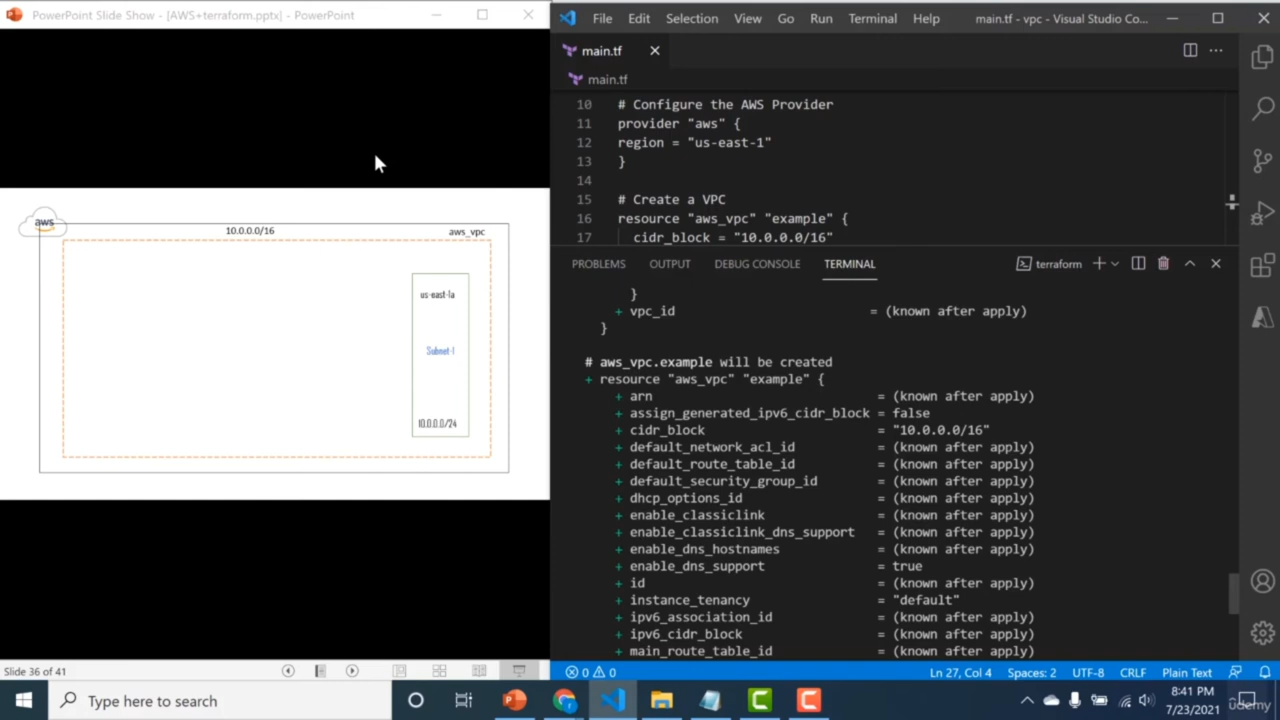 PowerPoint Slide Show - [AWS+terraform.pptx] - PowerPoint
aws
10.0.0.0/16
aws_vpc
us-east-1a
Subnet-1
10.0.0.0/24
Slide 36 of 41
File Edit Selection View Go Run Terminal Help
main.tf - vpc - Visual Studio Co...
main.tf
main.tf
10 # Configure the AWS Provider
11 provider "aws" {
12 region = "us-east-1"
13 }
14
15 # Create a VPC
16 resource "aws_vpc" "example" {
17 cidr_block = "10.0.0.0/16"
PROBLEMS OUTPUT DEBUG CONSOLE TERMINAL
terraform
}
+ vpc_id = (known after apply)
}
# aws_vpc.example will be created
+ resource "aws_vpc" "example" {
+ arn = (known after apply)
+ assign_generated_ipv6_cidr_block = false
+ cidr_block = "10.0.0.0/16"
+ default_network_acl_id = (known after apply)
+ default_route_table_id = (known after apply)
+ default_security_group_id = (known after apply)
+ dhcp_options_id = (known after apply)
+ enable_classiclink = (known after apply)
+ enable_classiclink_dns_support = (known after apply)
+ enable_dns_hostnames = (known after apply)
+ enable_dns_support = true
+ id = (known after apply)
+ instance_tenancy = "default"
+ ipv6_association_id = (known after apply)
+ ipv6_cidr_block = (known after apply)
+ main_route_table_id = (known after apply)
0 0
Ln 27, Col 4 Spaces: 2 UTF-8 CRLF Plain Text
Type here to search
8:41 PM
7/23/2021
udemy